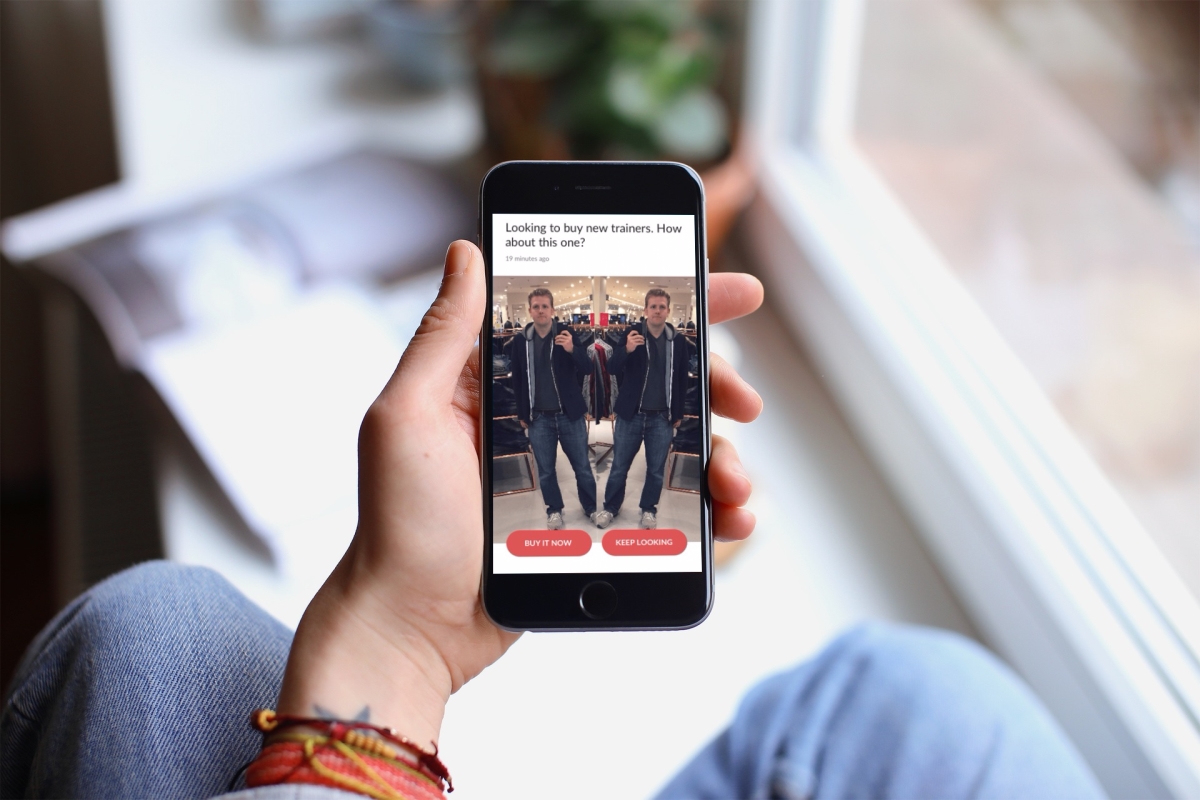 Looking to buy new trainers. How
about this one?
19 minutes ago
BUY IT NOW
KEEP LOOKING